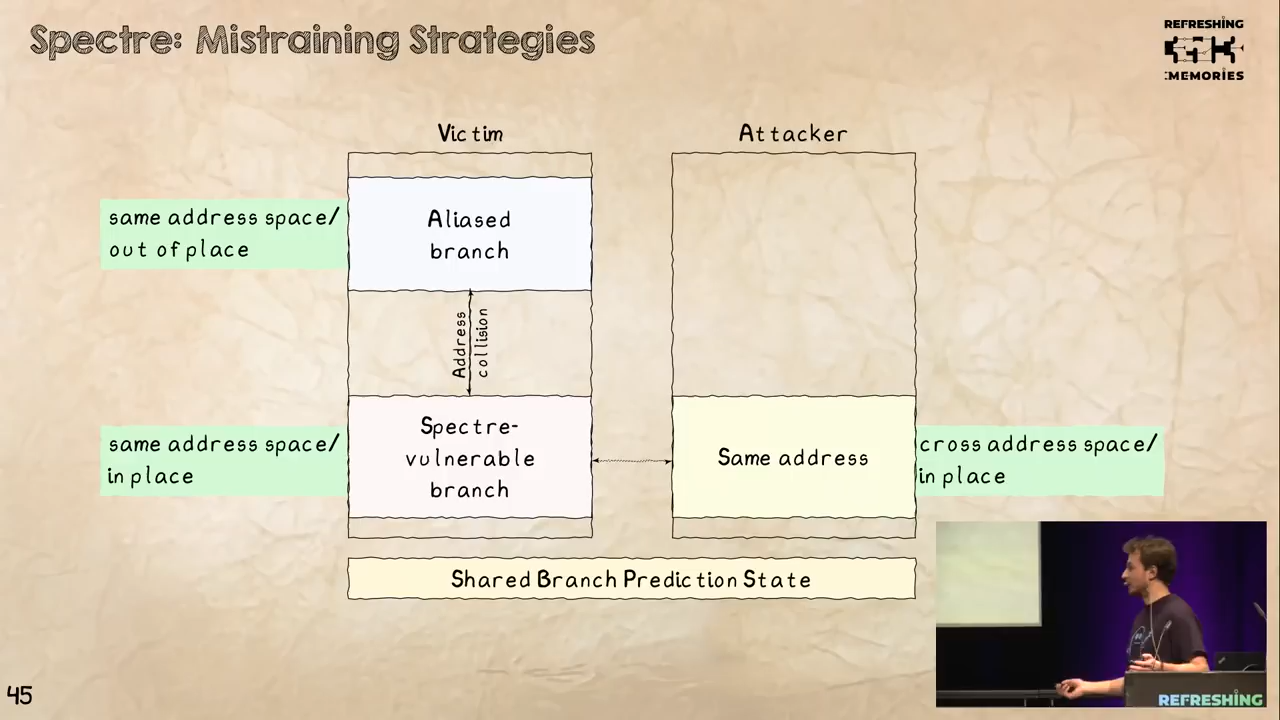 Spectre: Mistraining Strategies
REFRESHING
:MEMORIES
Victim
Attacker
same address space/
out of place
Aliased
branch
Address
collision
same address space/
in place
Spectre-
vulnerable
branch
Same address
cross address space/
in place
Shared Branch Prediction State
45
REFRESHING